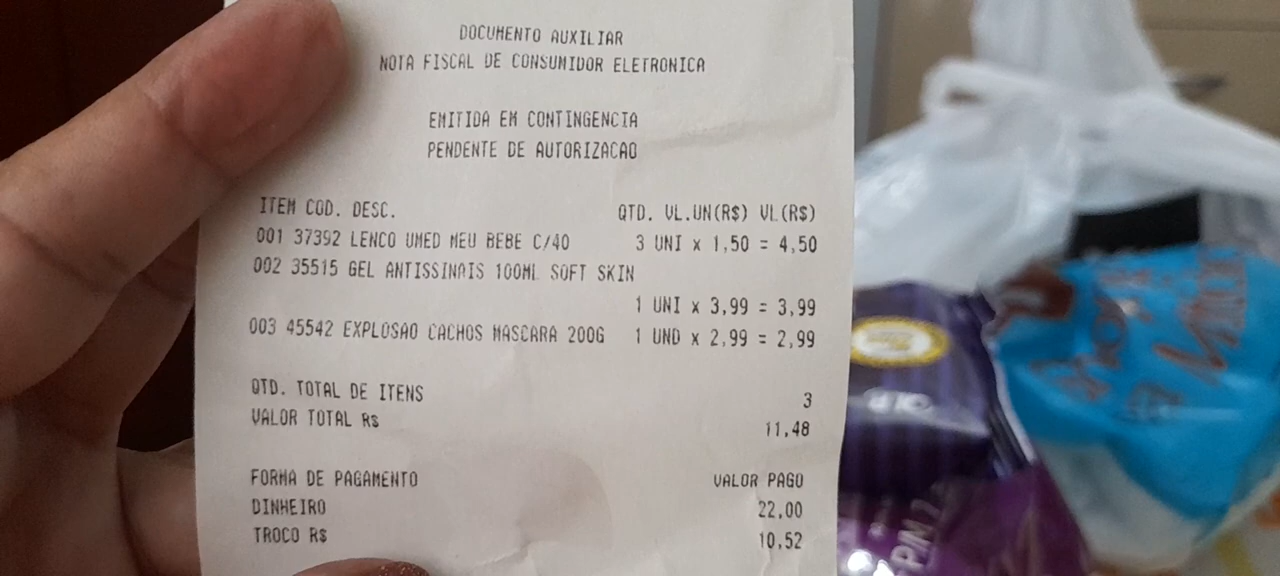 DOCUMENTO AUXILIAR
NOTA FISCAL DE CONSUMIDOR ELETRONICA
EMITIDA EM CONTINGENCIA
PENDENTE DE AUTORIZACAO
ITEM COD. DESC. QTD. VL.UN(R$) VL(R$)
001 37392 LENCO UMED MEU BEBE C/40 3 UNI x 1,50 = 4,50
002 35515 GEL ANTISSINAIS 100ML SOFT SKIN
1 UNI x 3,99 = 3,99
003 45542 EXPLOSAO CACHOS MASCARA 200G 1 UND x 2,99 = 2,99
QTD. TOTAL DE ITENS 3
VALOR TOTAL R$ 11,48
FORMA DE PAGAMENTO VALOR PAGO
DINHEIRO 22,00
TROCO R$ 10,52